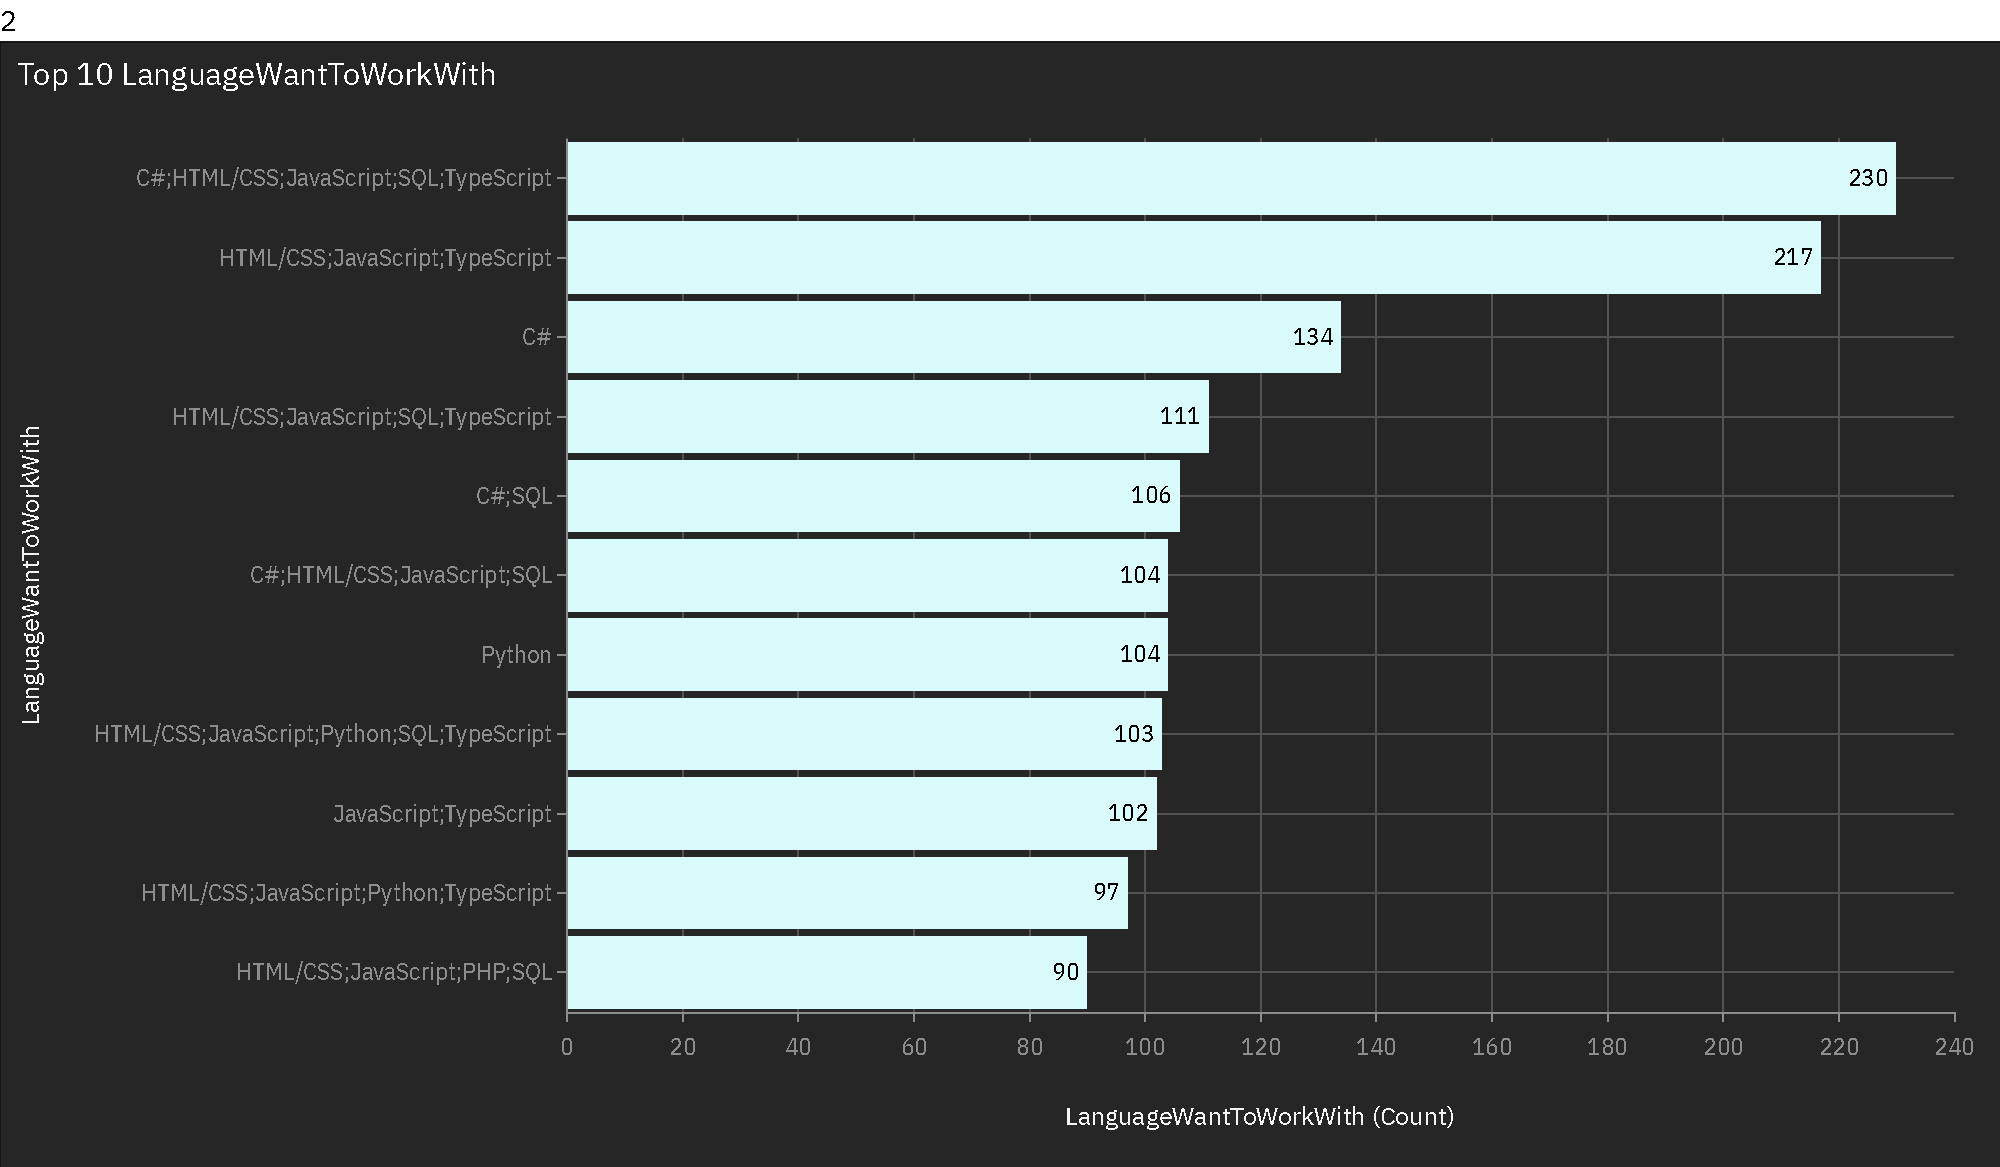 2
Top 10 LanguageWantToWorkWith
LanguageWantToWorkWith
C#;HTML/CSS;JavaScript;SQL;TypeScript 230
HTML/CSS;JavaScript;TypeScript 217
C# 134
HTML/CSS;JavaScript;SQL;TypeScript 111
C#;SQL 106
C#;HTML/CSS;JavaScript;SQL 104
Python 104
HTML/CSS;JavaScript;Python;SQL;TypeScript 103
JavaScript;TypeScript 102
HTML/CSS;JavaScript;Python;TypeScript 97
HTML/CSS;JavaScript;PHP;SQL 90
0 20 40 60 80 100 120 140 160 180 200 220 240
LanguageWantToWorkWith (Count)